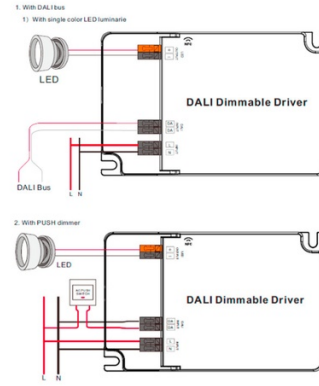 1. With DALI bus
1) With single color LED luminarie
LED
DALI Dimmable Driver
DALI Bus
L N
2. With PUSH dimmer
LED
DALI Dimmable Driver
L N